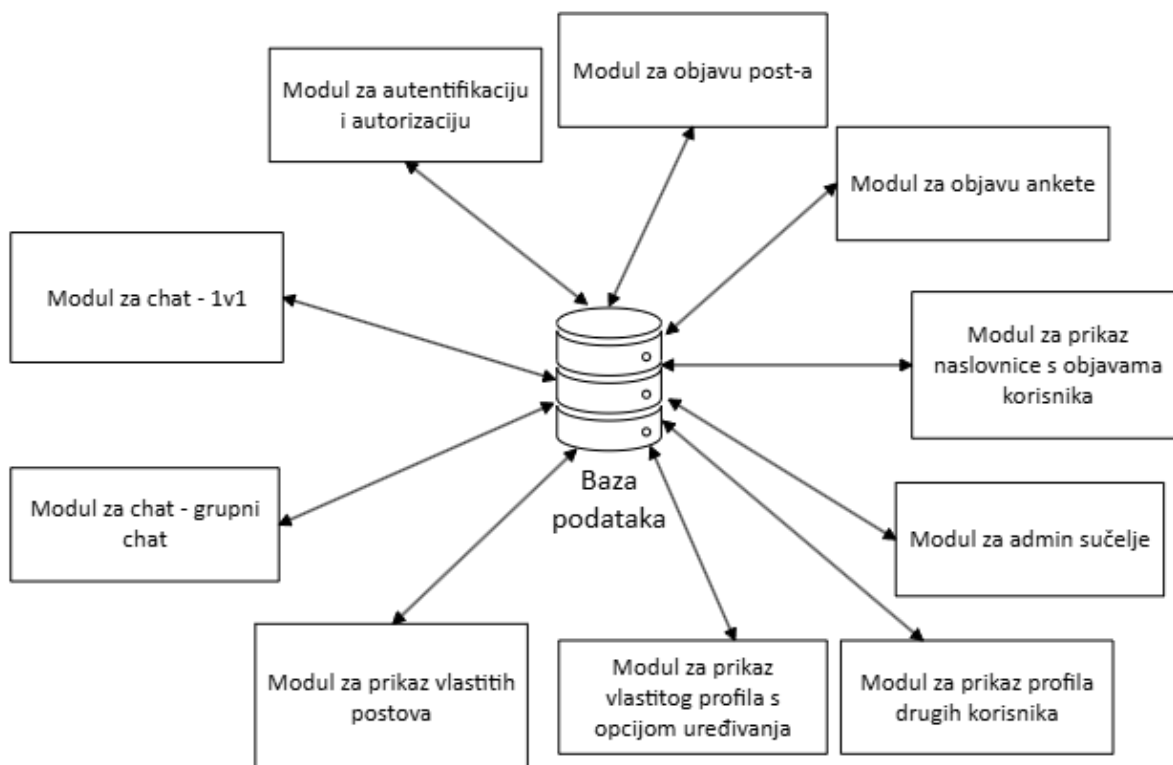 Modul za autentifikaciju
i autorizaciju
Modul za objavu post-a
Modul za objavu ankete
Modul za chat - 1v1
Modul za prikaz
naslovnice s objavama
korisnika
Baza
podataka
Modul za chat - grupni
chat
Modul za admin sučelje
Modul za prikaz vlastitih
postova
Modul za prikaz
vlastitog profila s
opcijom uređivanja
Modul za prikaz profila
drugih korisnika